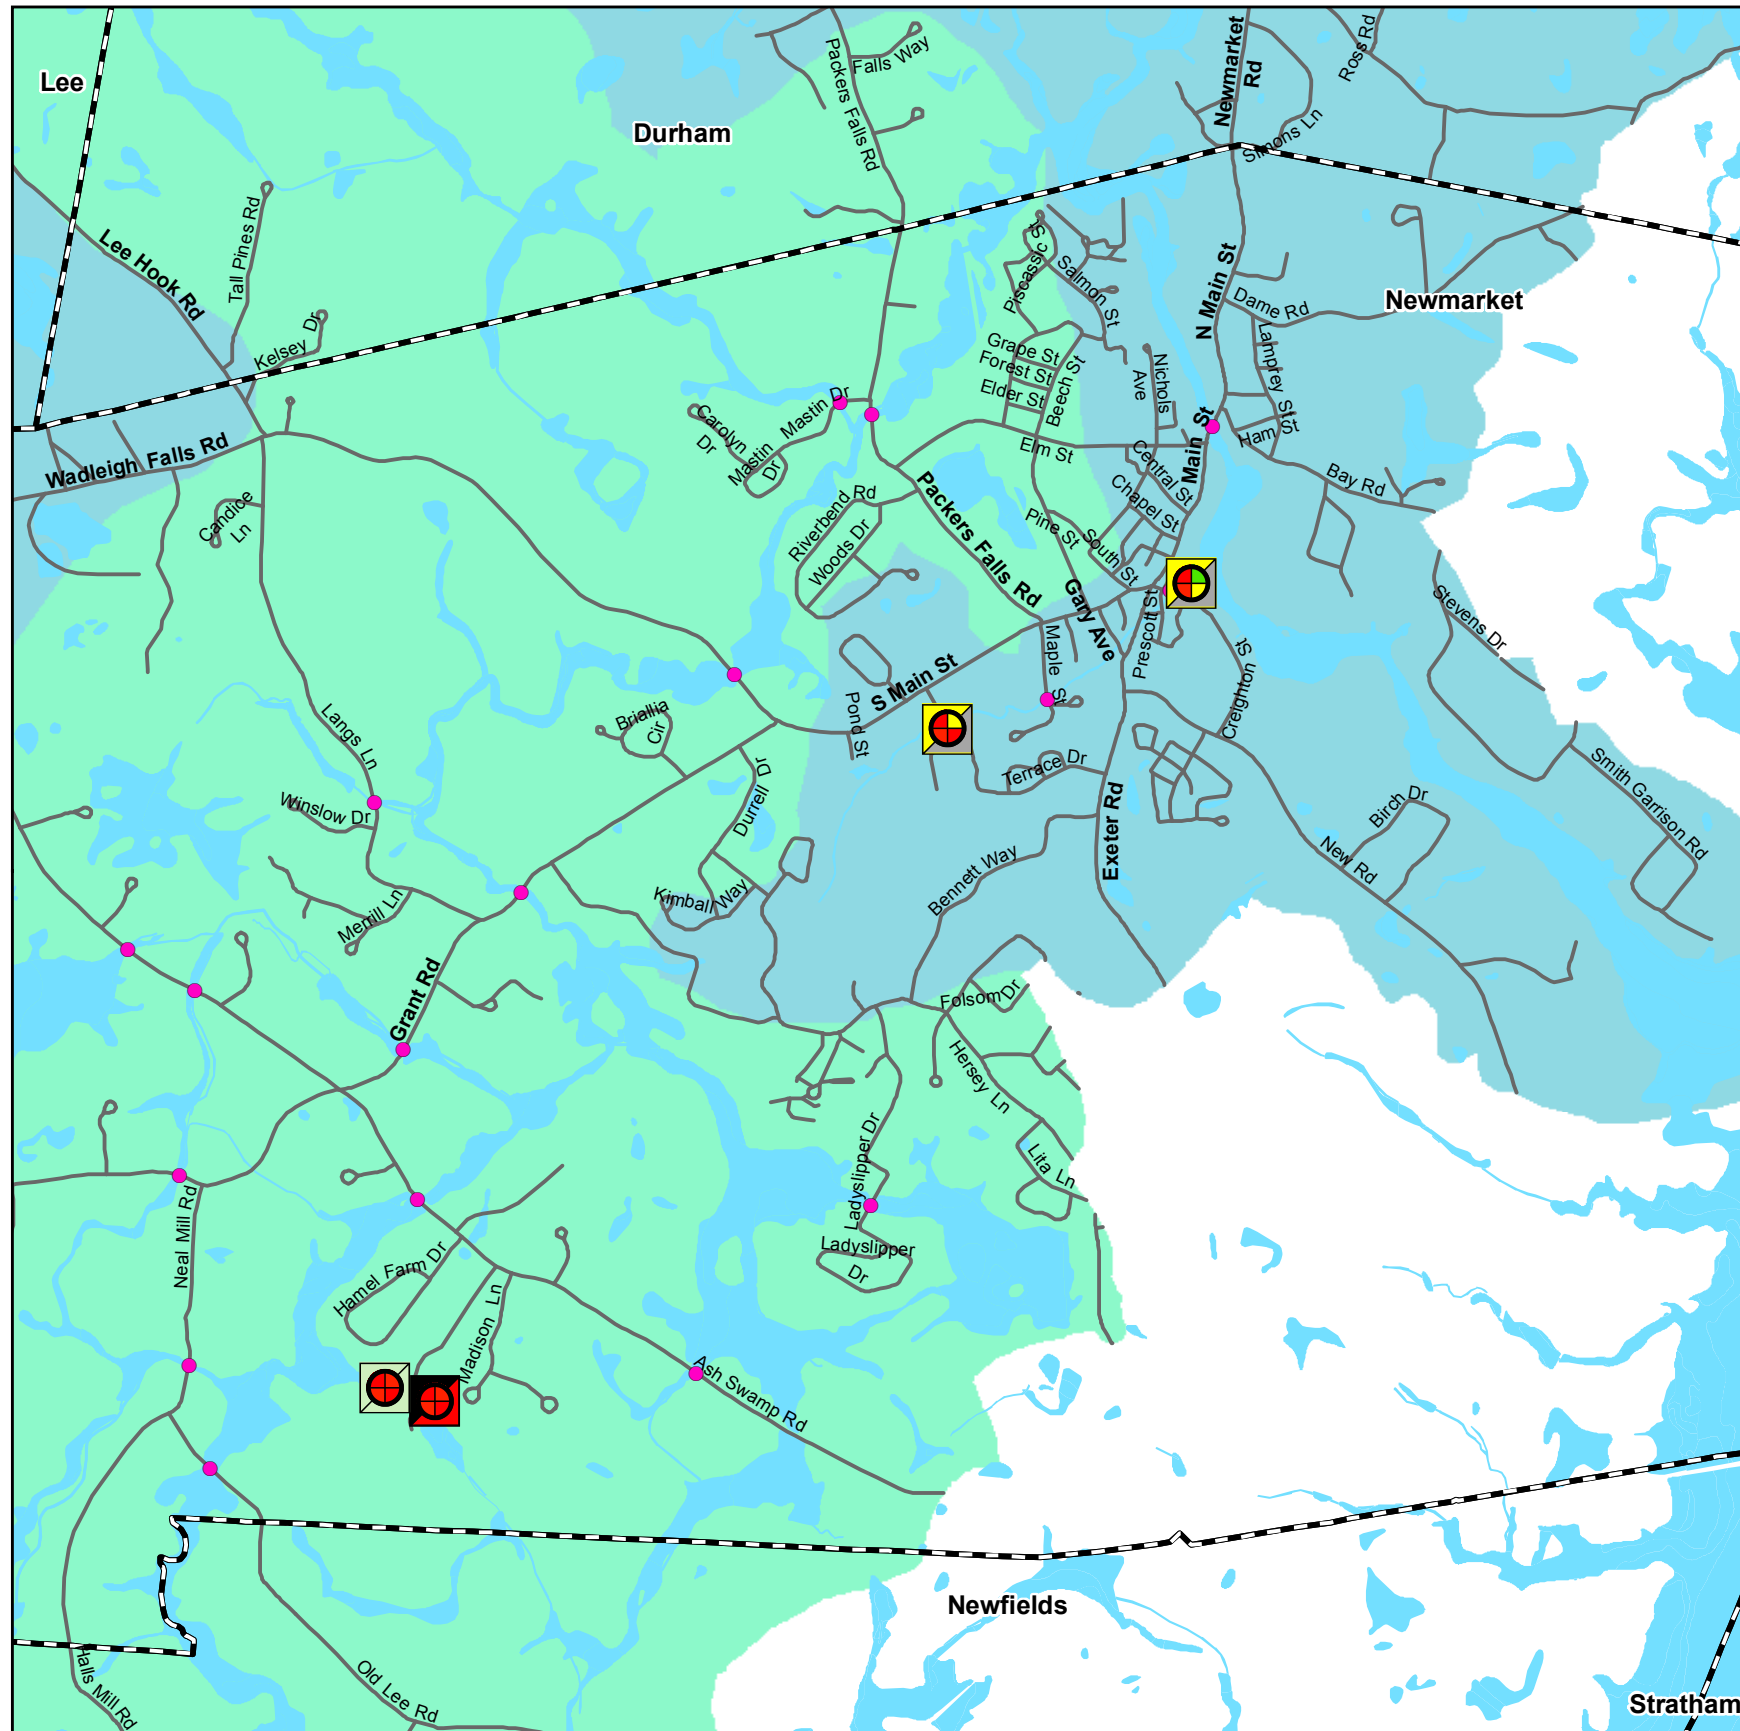 Lee
Durham
Packers Falls Rd
Falls Way
Newmarket
Rd
Ross Rd
Simons Ln
Lee Hook Rd
Tall Pines Rd
Kelsey Dr
Piscassic St
Salmon St
N Main St
Dame Rd
Newmarket
Lamprey St
Grape St
Forest St
Elder St
Beech St
Nichols
Ave
Mastin Dr
Carolyn
Dr
Mastin
Dr
Wadleigh Falls Rd
Elm St
Main St
Ham St
St
Central St
Chapel St
Bay Rd
Candice
Ln
Riverbend Rd
Woods Dr
Packers Falls Rd
Pine St
South St
Gary Ave
Prescott St
Stevens Dr
Maple St
Creighton St
S Main St
Pond St
Briallia
Cir
Langs Ln
Winslow Dr
Durrell Dr
Terrace Dr
Exeter Rd
Smith Garrison Rd
Birch Dr
New Rd
Bennett Way
Kimball Way
Merrill Ln
Grant Rd
Folsom Dr
Hersey Ln
Lita Ln
Ladyslipper Dr
Ladyslipper
Dr
Neal Mill Rd
Hamel Farm Dr
Madison Ln
Ash Swamp Rd
Newfields
Halls Mill Rd
Old Lee Rd
Stratham